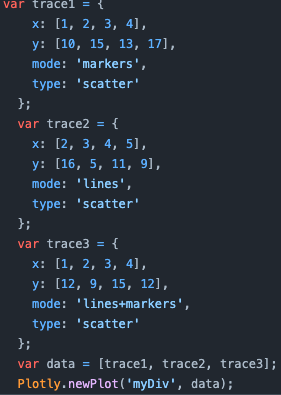 var trace1 = {
x: [1, 2, 3, 4],
y: [10, 15, 13, 17],
mode: 'markers',
type: 'scatter'
};
var trace2 = {
x: [2, 3, 4, 5],
y: [16, 5, 11, 9],
mode: 'lines',
type: 'scatter'
};
var trace3 = {
x: [1, 2, 3, 4],
y: [12, 9, 15, 12],
mode: 'lines+markers',
type: 'scatter'
};
var data = [trace1, trace2, trace3];
Plotly.newPlot('myDiv', data);